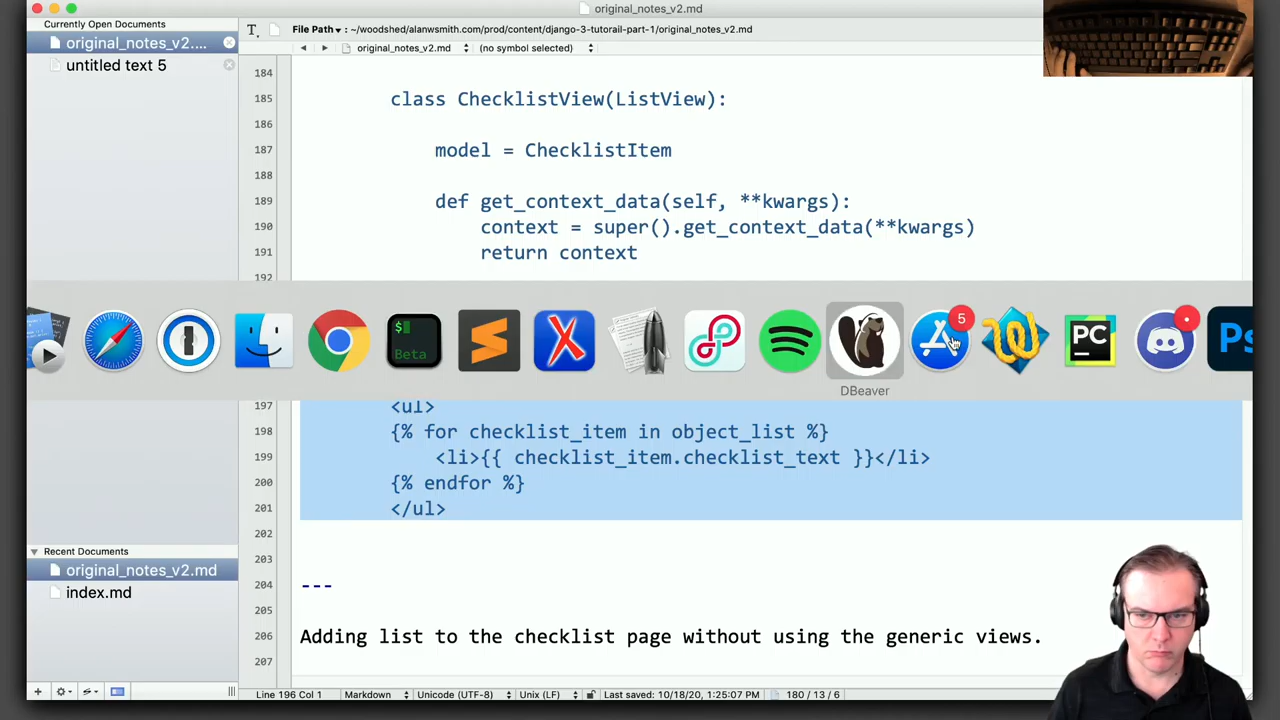 original_notes_v2.md
Currently Open Documents
original_notes_v2....
untitled text 5
File Path ▾ : ~/woodshed/alanwsmith.com/prod/content/django-3-tutorail-part-1/original_notes_v2.md
original_notes_v2.md
(no symbol selected)
184
185 class ChecklistView(ListView):
186
187 model = ChecklistItem
188
189 def get_context_data(self, **kwargs):
190 context = super().get_context_data(**kwargs)
191 return context
192
$
Beta
5
PC
Ps
DBeaver
197 <ul>
198 {% for checklist_item in object_list %}
199 <li>{{ checklist_item.checklist_text }}</li>
200 {% endfor %}
201 </ul>
202
203
204 ---
205
206 Adding list to the checklist page without using the generic views.
207
Recent Documents
original_notes_v2.md
index.md
Line 196 Col 1
Markdown
Unicode (UTF-8)
Unix (LF)
Last saved: 10/18/20, 1:25:07 PM
180 / 13 / 6